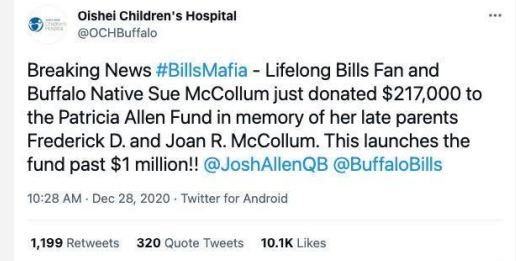 Oishei Children's Hospital
@OCHBuffalo
Breaking News #BillsMafia - Lifelong Bills Fan and
Buffalo Native Sue McCollum just donated $217,000 to
the Patricia Allen Fund in memory of her late parents
Frederick D. and Joan R. McCollum. This launches the
fund past $1 million!! @JoshAllenQB @BuffaloBills
10:28 AM · Dec 28, 2020 · Twitter for Android
1,199 Retweets 320 Quote Tweets 10.1K Likes